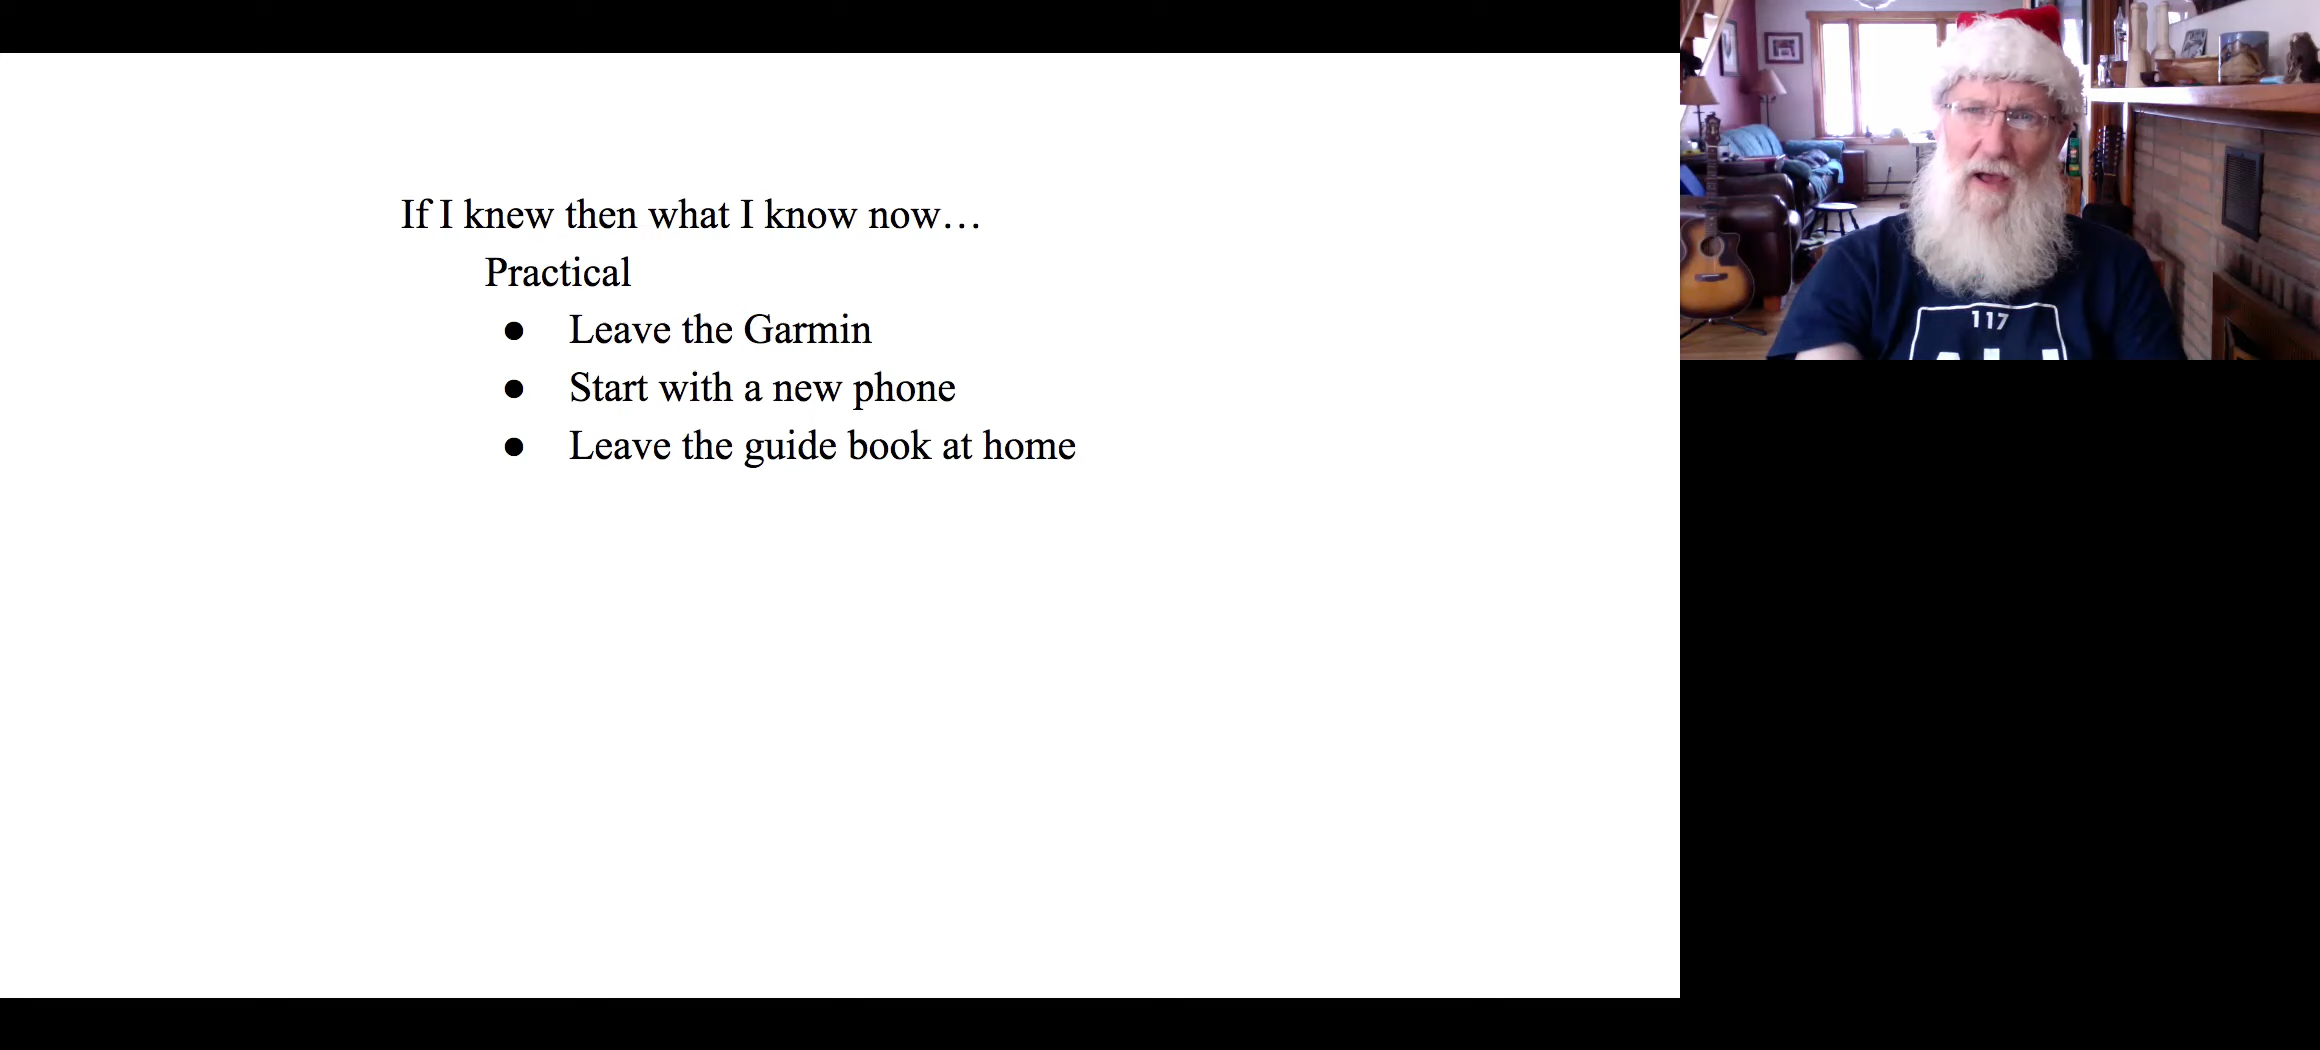 If I knew then what I know now…
Practical
● Leave the Garmin
● Start with a new phone
● Leave the guide book at home
117